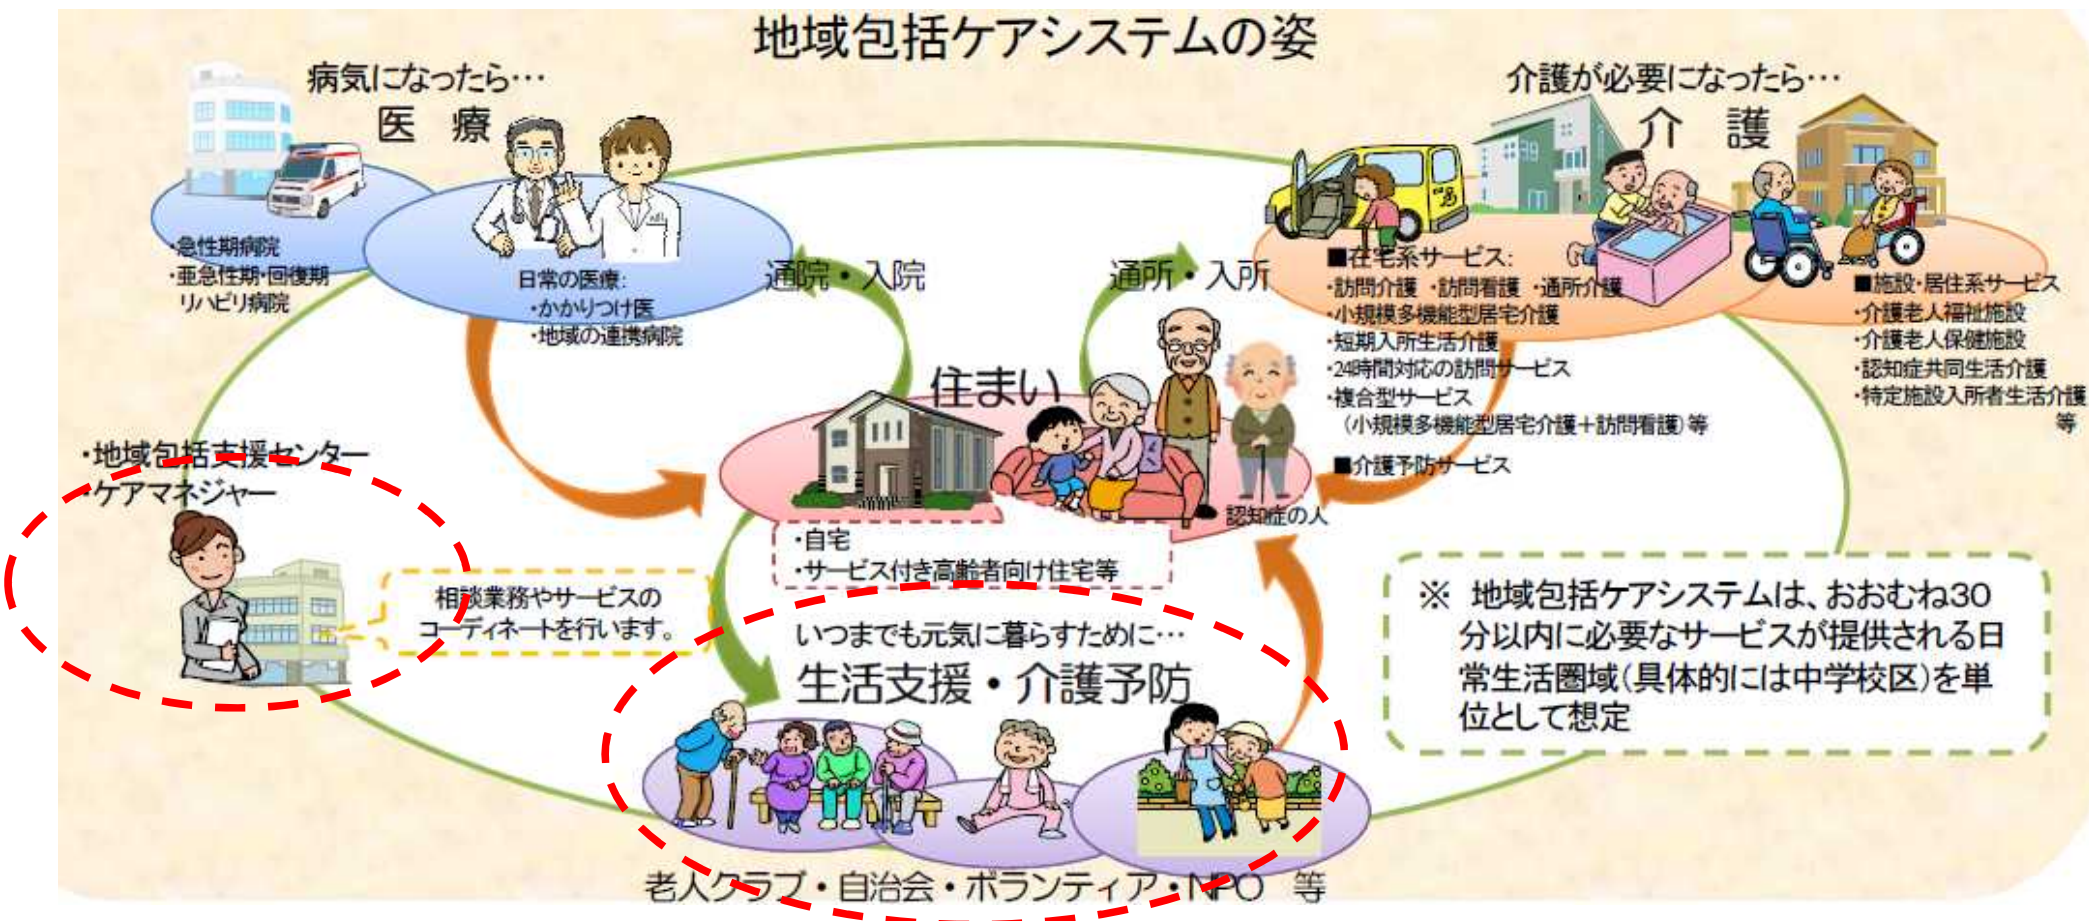 地域包括ケアシステムの姿
病気になったら…
医 療
・急性期病院
・亜急性期・回復期
リハビリ病院
日常の医療:
・かかりつけ医
・地域の連携病院
通院・入院
通所・入所
介護が必要になったら…
介 護
■在宅系サービス:
・訪問介護 ・訪問看護 ・通所介護
・小規模多機能型居宅介護
・短期入所生活介護
・24時間対応の訪問サービス
・複合型サービス
(小規模多機能型居宅介護+訪問看護)等
■介護予防サービス
■施設・居住系サービス
・介護老人福祉施設
・介護老人保健施設
・認知症共同生活介護
・特定施設入所者生活介護
等
住まい
認知症の人
・自宅
・サービス付き高齢者向け住宅等
・地域包括支援センター
・ケアマネジャー
相談業務やサービスの
コーディネートを行います。
いつまでも元気に暮らすために…
生活支援・介護予防
老人クラブ・自治会・ボランティア・NPO 等
※ 地域包括ケアシステムは、おおむね30
分以内に必要なサービスが提供される日
常生活圏域(具体的には中学校区)を単
位として想定